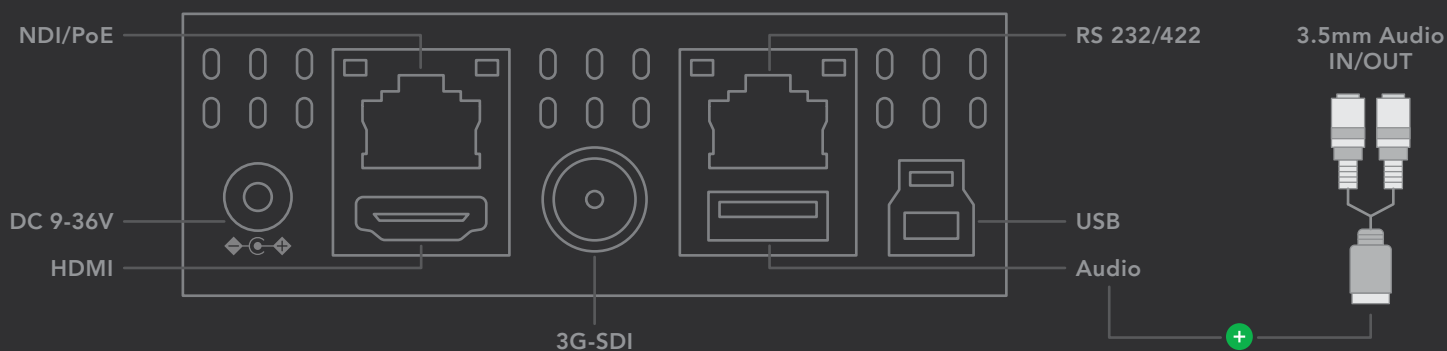 NDI/PoE
RS 232/422
3.5mm Audio
IN/OUT
DC 9-36V
USB
HDMI
Audio
3G-SDI